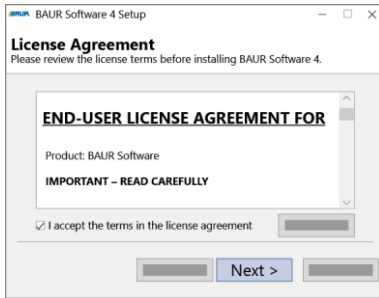 BAUR BAUR Software 4 Setup
License Agreement
Please review the license terms before installing BAUR Software 4.
END-USER LICENSE AGREEMENT FOR
Product: BAUR Software
IMPORTANT – READ CAREFULLY
I accept the terms in the license agreement
Next >